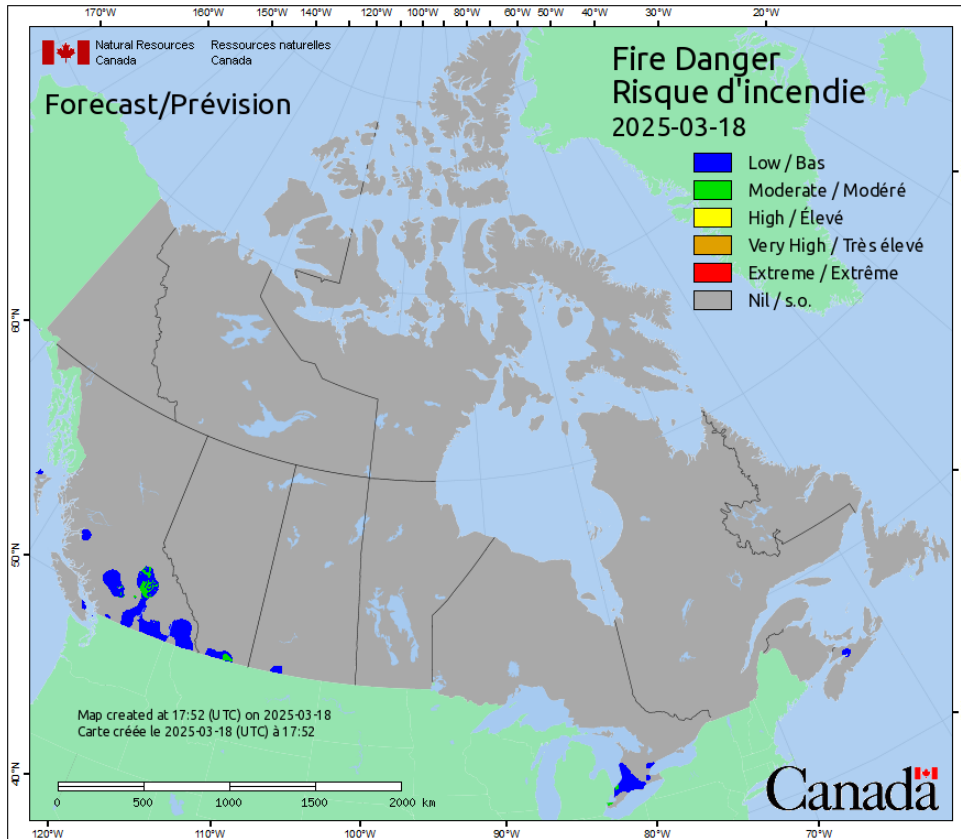 170°W 160°W 150°W 140°W 130°W 120°W 110°W 100°W 90°W 80°W 70°W 60°W 50°W 40°W 30°W 20°W
Natural Resources Ressources naturelles
Canada Canada
Forecast/Prévision
Fire Danger
Risque d'incendie
2025-03-18
Low / Bas
Moderate / Modéré
High / Élevé
Very High / Très élevé
Extreme / Extrême
Nil / s.o.
60°N
50°N
40°N
Map created at 17:52 (UTC) on 2025-03-18
Carte créée le 2025-03-18 (UTC) à 17:52
0 500 1000 1500 2000 km
Canada
120°W 110°W 100°W 90°W 80°W 70°W